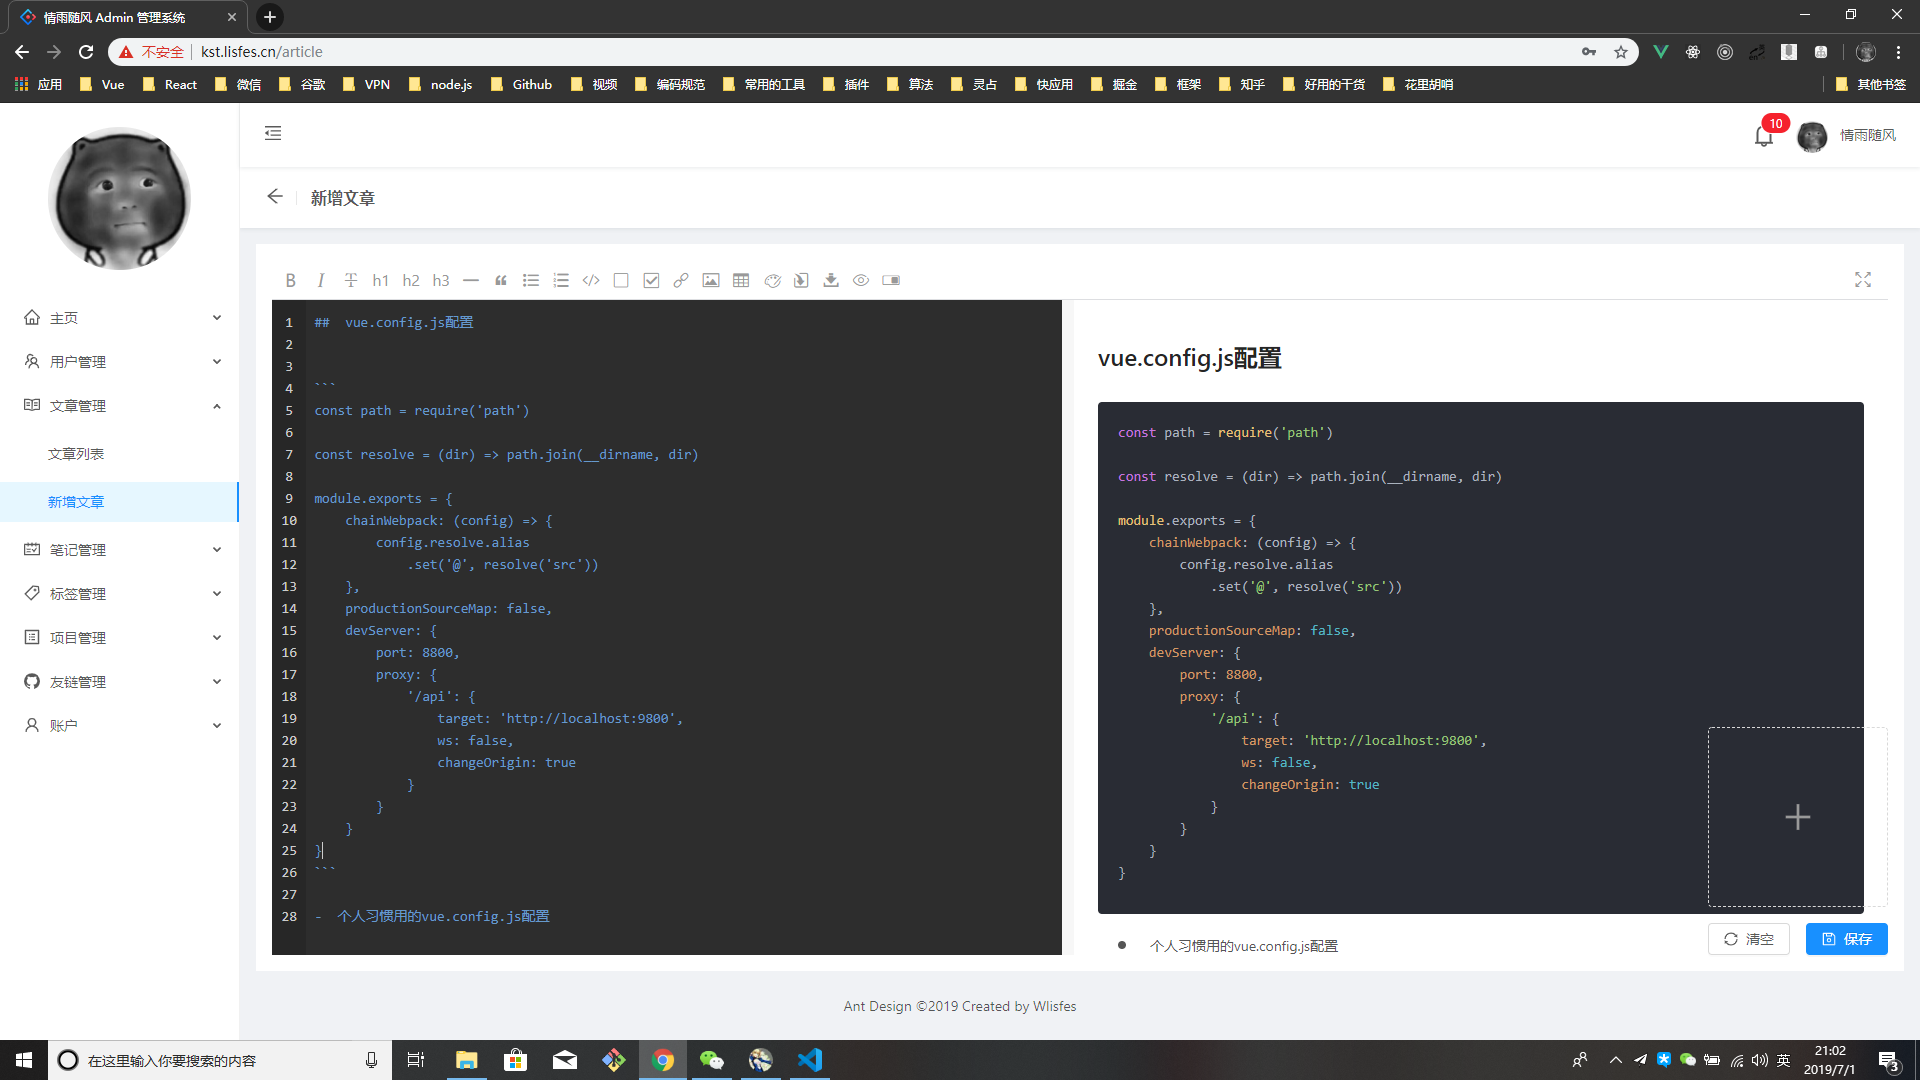 情雨随风 Admin 管理系统
不安全 kst.lisfes.cn/article
应用 Vue React 微信 谷歌 VPN node.js Github 视频 编码规范 常用的工具 插件 算法 灵占 快应用 掘金 框架 知乎 好用的干货 花里胡哨 其他书签
10 情雨随风
新增文章
主页
用户管理
文章管理
文章列表
新增文章
笔记管理
标签管理
项目管理
友链管理
账户
B I T h1 h2 h3
1 ##  vue.config.js配置
2
3
4 ```
5 const path = require('path')
6
7 const resolve = (dir) => path.join(__dirname, dir)
8
9 module.exports = {
10     chainWebpack: (config) => {
11         config.resolve.alias
12             .set('@', resolve('src'))
13     },
14     productionSourceMap: false,
15     devServer: {
16         port: 8800,
17         proxy: {
18             '/api': {
19                 target: 'http://localhost:9800',
20                 ws: false,
21                 changeOrigin: true
22             }
23         }
24     }
25 }
26 ```
27
28 -  个人习惯用的vue.config.js配置
vue.config.js配置
const path = require('path')
const resolve = (dir) => path.join(__dirname, dir)
module.exports = {
    chainWebpack: (config) => {
        config.resolve.alias
            .set('@', resolve('src'))
    },
    productionSourceMap: false,
    devServer: {
        port: 8800,
        proxy: {
            '/api': {
                target: 'http://localhost:9800',
                ws: false,
                changeOrigin: true
            }
        }
    }
}
个人习惯用的vue.config.js配置
清空
保存
Ant Design ©2019 Created by Wlisfes
在这里输入你要搜索的内容
英
21:02
2019/7/1
3